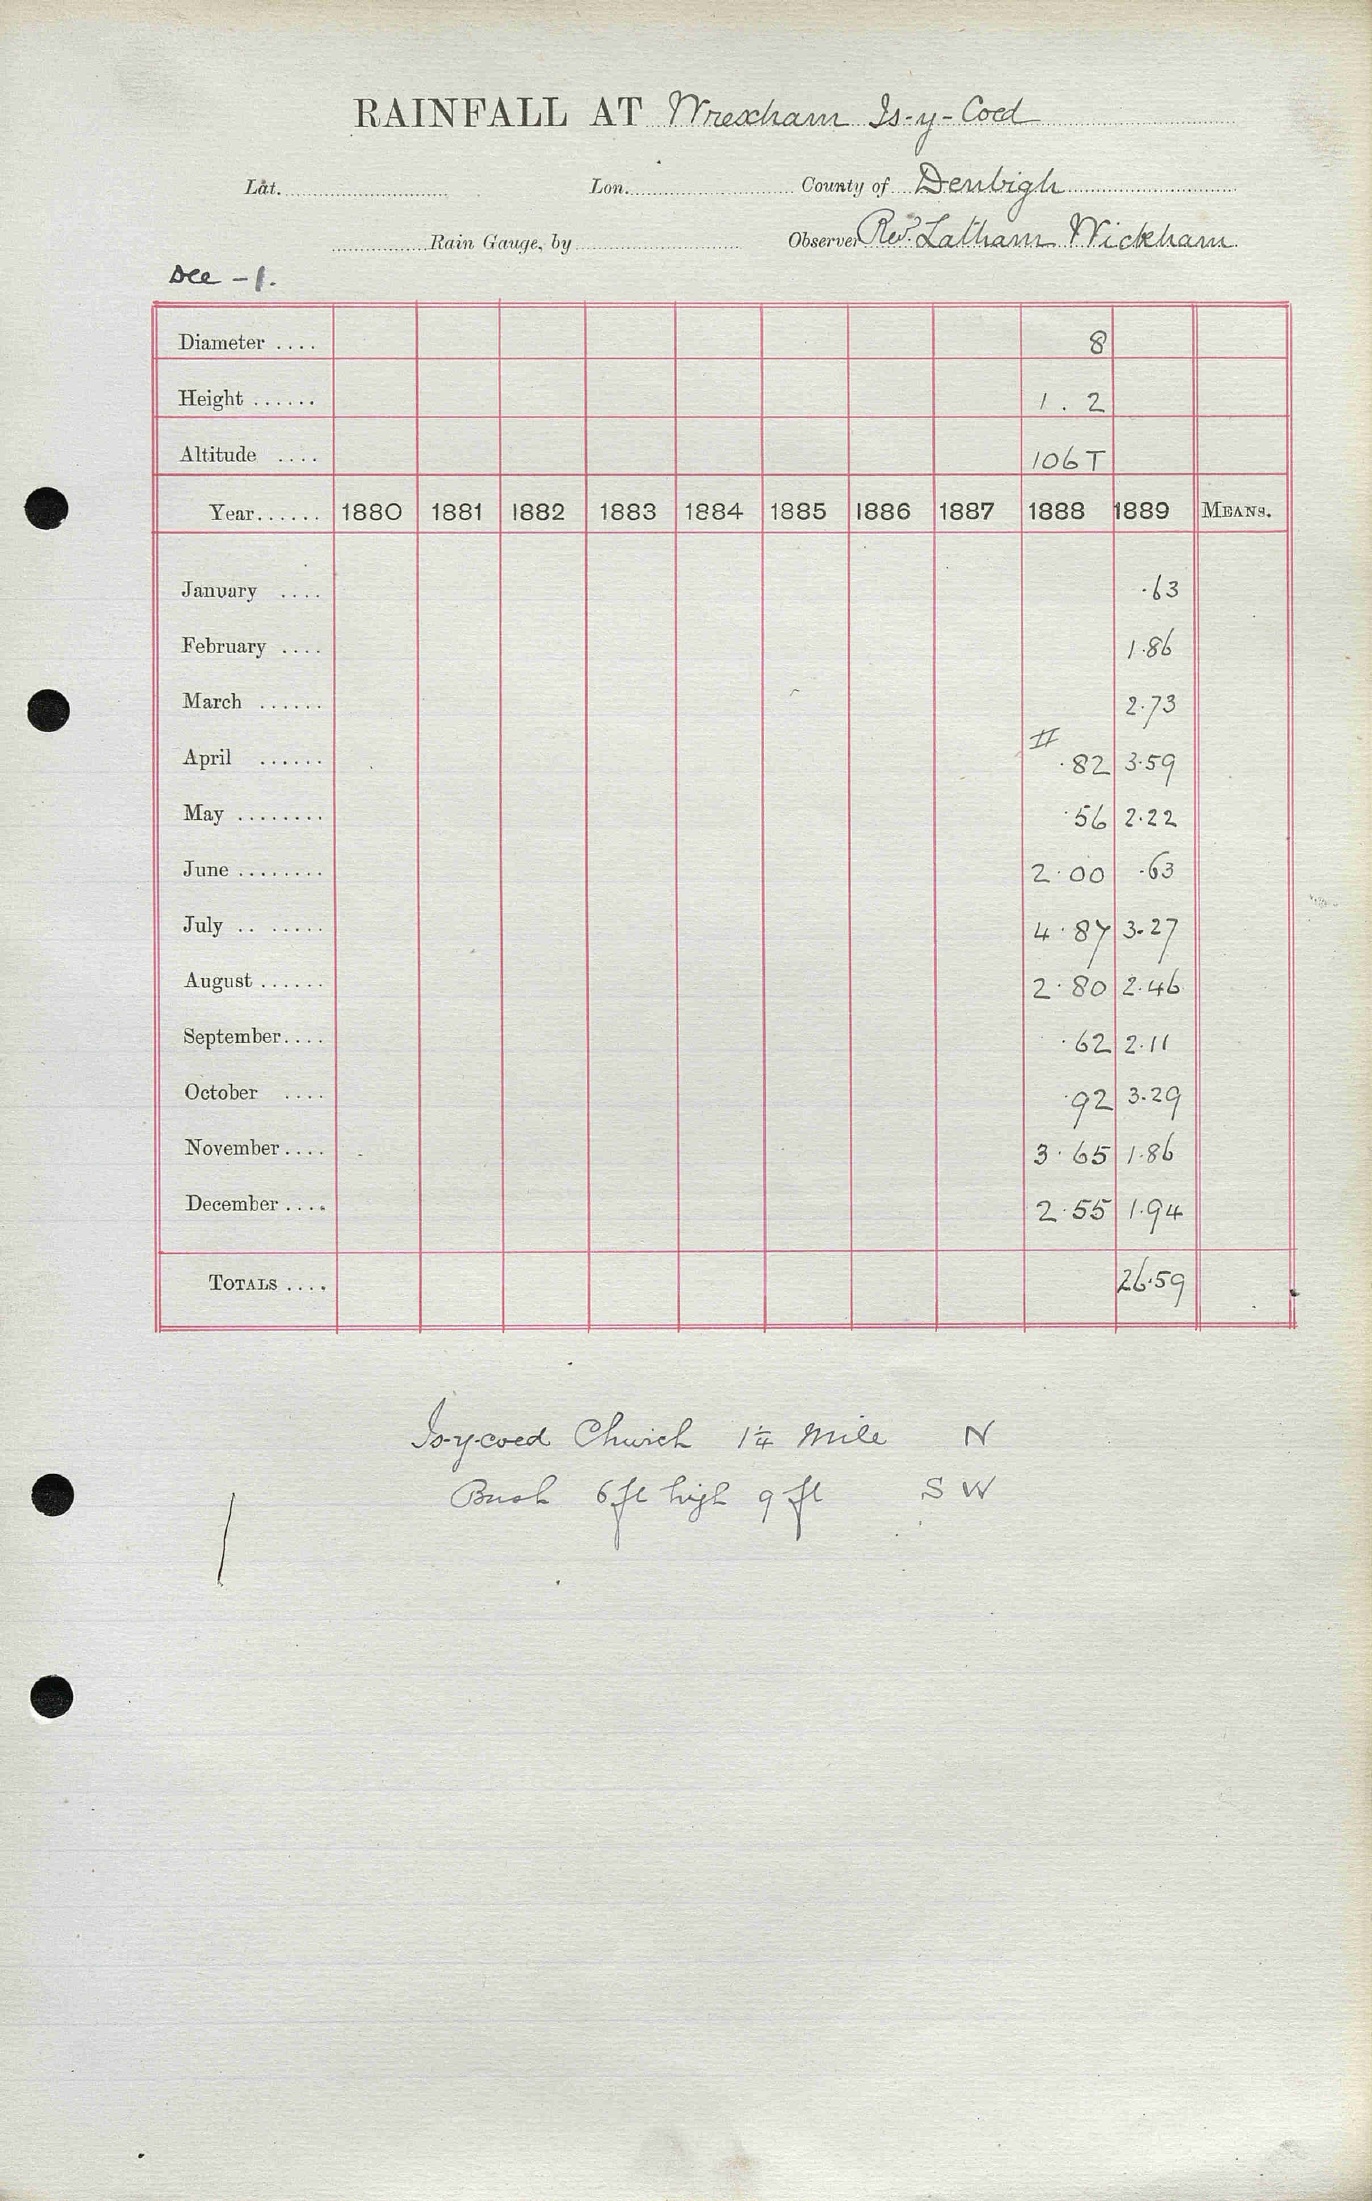 RAINFALL AT Wrexham Is-y-Coed
Lat. Lon. County of Denbigh
Rain Gauge, by Observer Revd. Latham Wickham
Dee - 1.
Diameter .... 8
Height ...... 1 . 2
Altitude .... 106 T
Year...... 1880 1881 1882 1883 1884 1885 1886 1887 1888 1889 MEANS.
January .... ·63
February .... 1·86
March ...... 2·73
II
April ...... ·82 3·59
May ........ ·56 2·22
June ........ 2·00 ·63
July .. ..... 4·87 3·27
August ...... 2·80 2·46
September.... ·62 2·11
October .... ·92 3·29
November.... 3·65 1·86
December.... 2·55 1·94
TOTALS .... 26·59
Is-y-coed Church 1¼ Mile N
Bush 6 ft high 9 ft S W